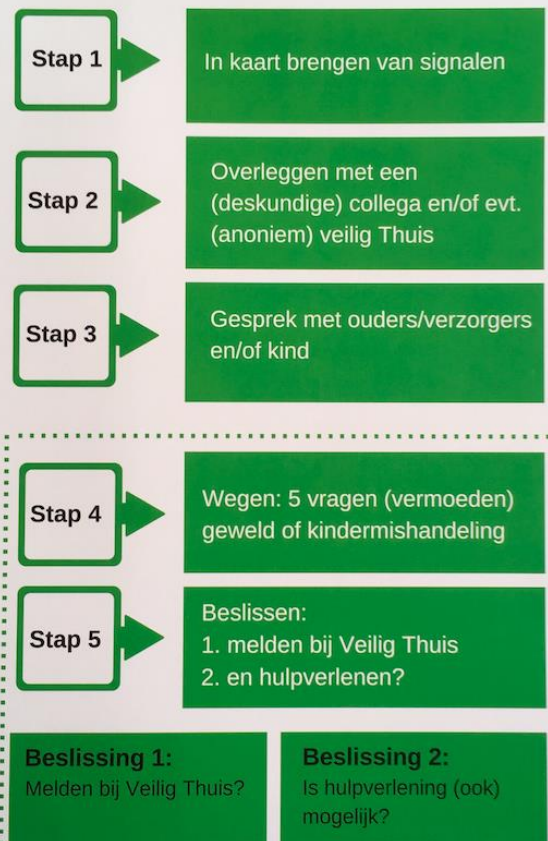 Stap 1
In kaart brengen van signalen
Stap 2
Overleggen met een
(deskundige) collega en/of evt.
(anoniem) veilig Thuis
Stap 3
Gesprek met ouders/verzorgers
en/of kind
Stap 4
Wegen: 5 vragen (vermoeden)
geweld of kindermishandeling
Stap 5
Beslissen:
1. melden bij Veilig Thuis
2. en hulpverlenen?
Beslissing 1:
Melden bij Veilig Thuis?
Beslissing 2:
Is hulpverlening (ook)
mogelijk?